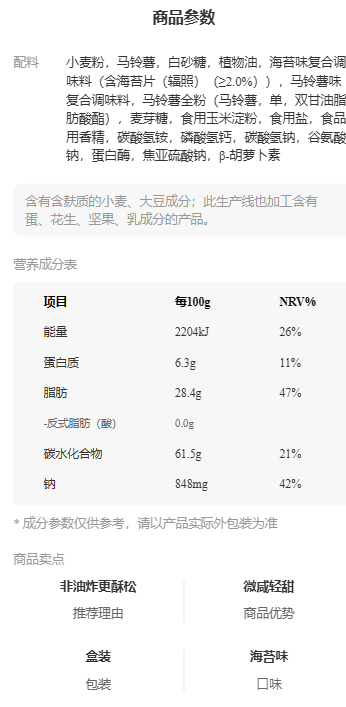 商品参数
配料 小麦粉，马铃薯，白砂糖，植物油，海苔味复合调
味料（含海苔片（辐照）（≥2.0%）），马铃薯味
复合调味料，马铃薯全粉（马铃薯，单，双甘油脂
肪酸酯），麦芽糖，食用玉米淀粉，食用盐，食品
用香精，碳酸氢铵，磷酸氢钙，碳酸氢钠，谷氨酸
钠，蛋白酶，焦亚硫酸钠，β-胡萝卜素
含有含麸质的小麦、大豆成分；此生产线也加工含有
蛋、花生、坚果、乳成分的产品。
营养成分表
项目 每100g NRV%
能量 2204kJ 26%
蛋白质 6.3g 11%
脂肪 28.4g 47%
-反式脂肪（酸） 0.0g
碳水化合物 61.5g 21%
钠 848mg 42%
* 成分参数仅供参考，请以产品实际外包装为准
商品卖点
非油炸更酥松 微咸轻甜
推荐理由 商品优势
盒装 海苔味
包装 口味